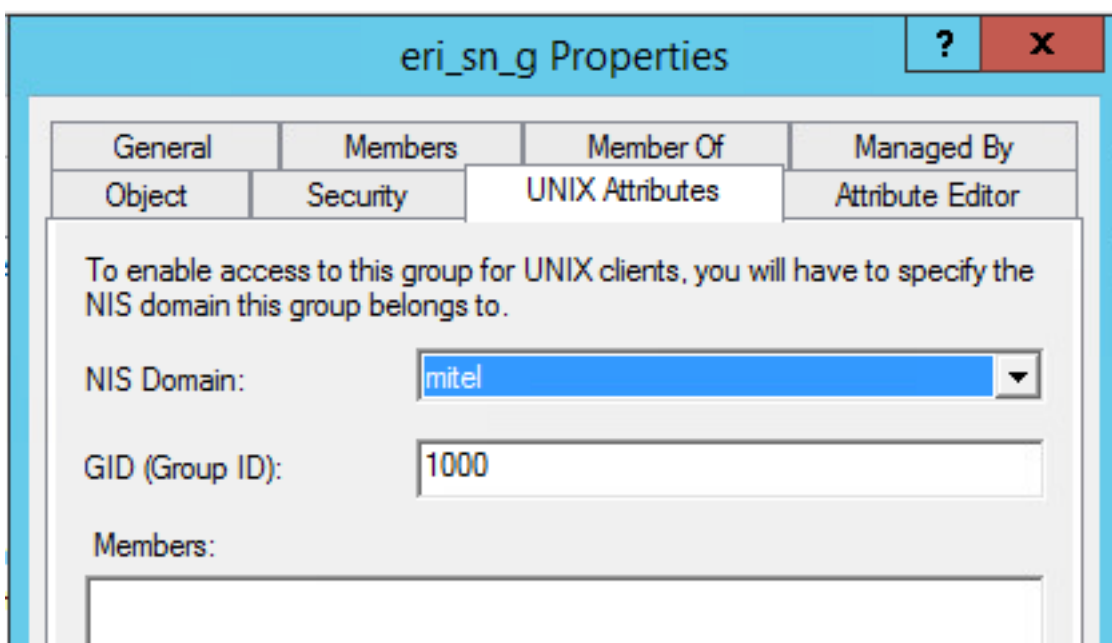 eri_sn_g Properties
?
x
General
Members
Member Of
Managed By
Object
Security
UNIX Attributes
Attribute Editor
To enable access to this group for UNIX clients, you will have to specify the
NIS domain this group belongs to.
NIS Domain:
mitel
GID (Group ID):
1000
Members: